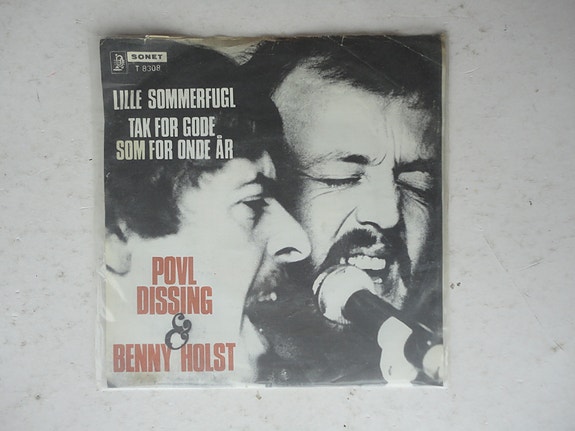 SONET
T 8308
LILLE SOMMERFUGL
TAK FOR GODE
SOM FOR ONDE ÅR
POVL
DISSING
&
BENNY HOLST